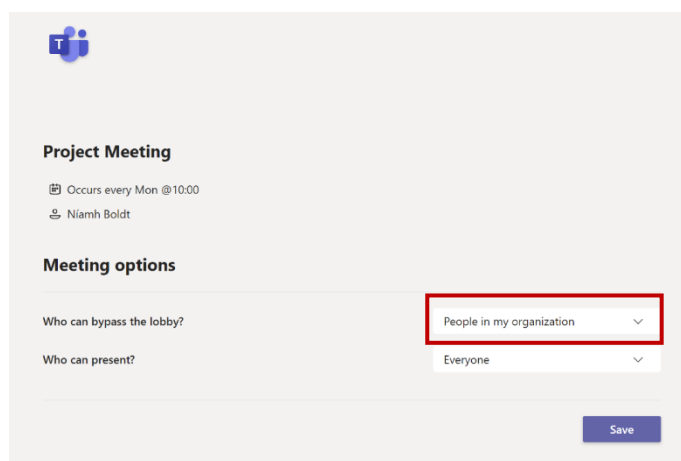 T
Project Meeting
Occurs every Mon @10:00
Níamh Boldt
Meeting options
Who can bypass the lobby? People in my organization
Who can present? Everyone
Save